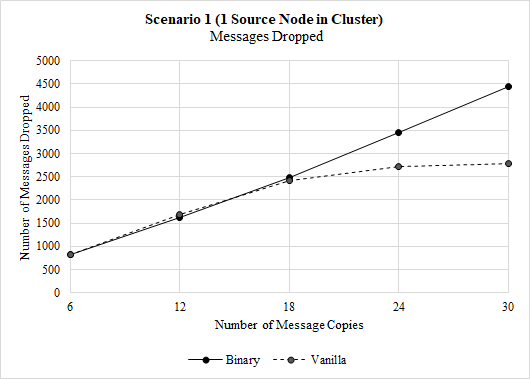 Scenario 1 (1 Source Node in Cluster)
Messages Dropped
Number of Messages Dropped
5000
4500
4000
3500
3000
2500
2000
1500
1000
500
0
6 12 18 24 30
Number of Message Copies
Binary Vanilla